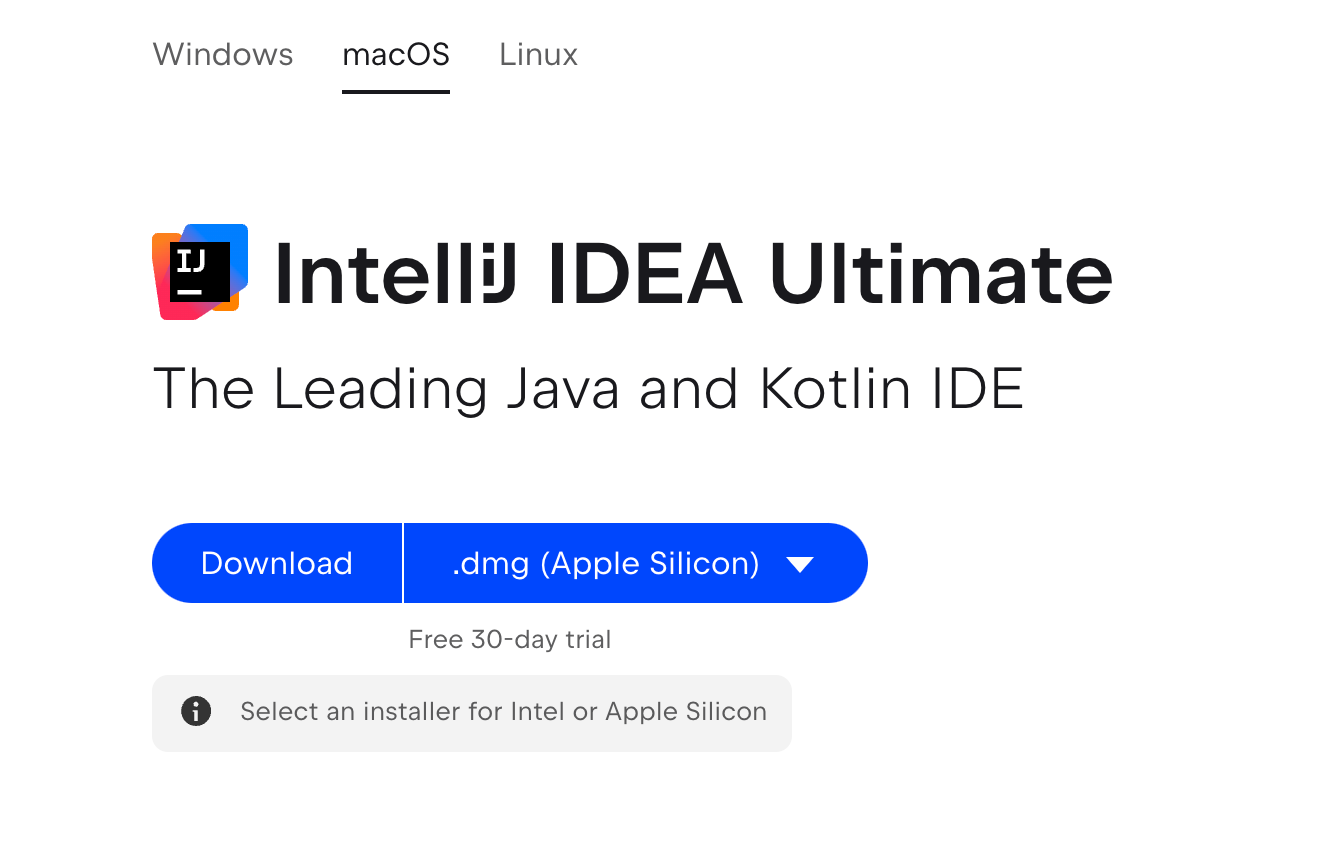 Windows macOS Linux
IJ
IntelliJ IDEA Ultimate
The Leading Java and Kotlin IDE
Download .dmg (Apple Silicon)
Free 30-day trial
Select an installer for Intel or Apple Silicon